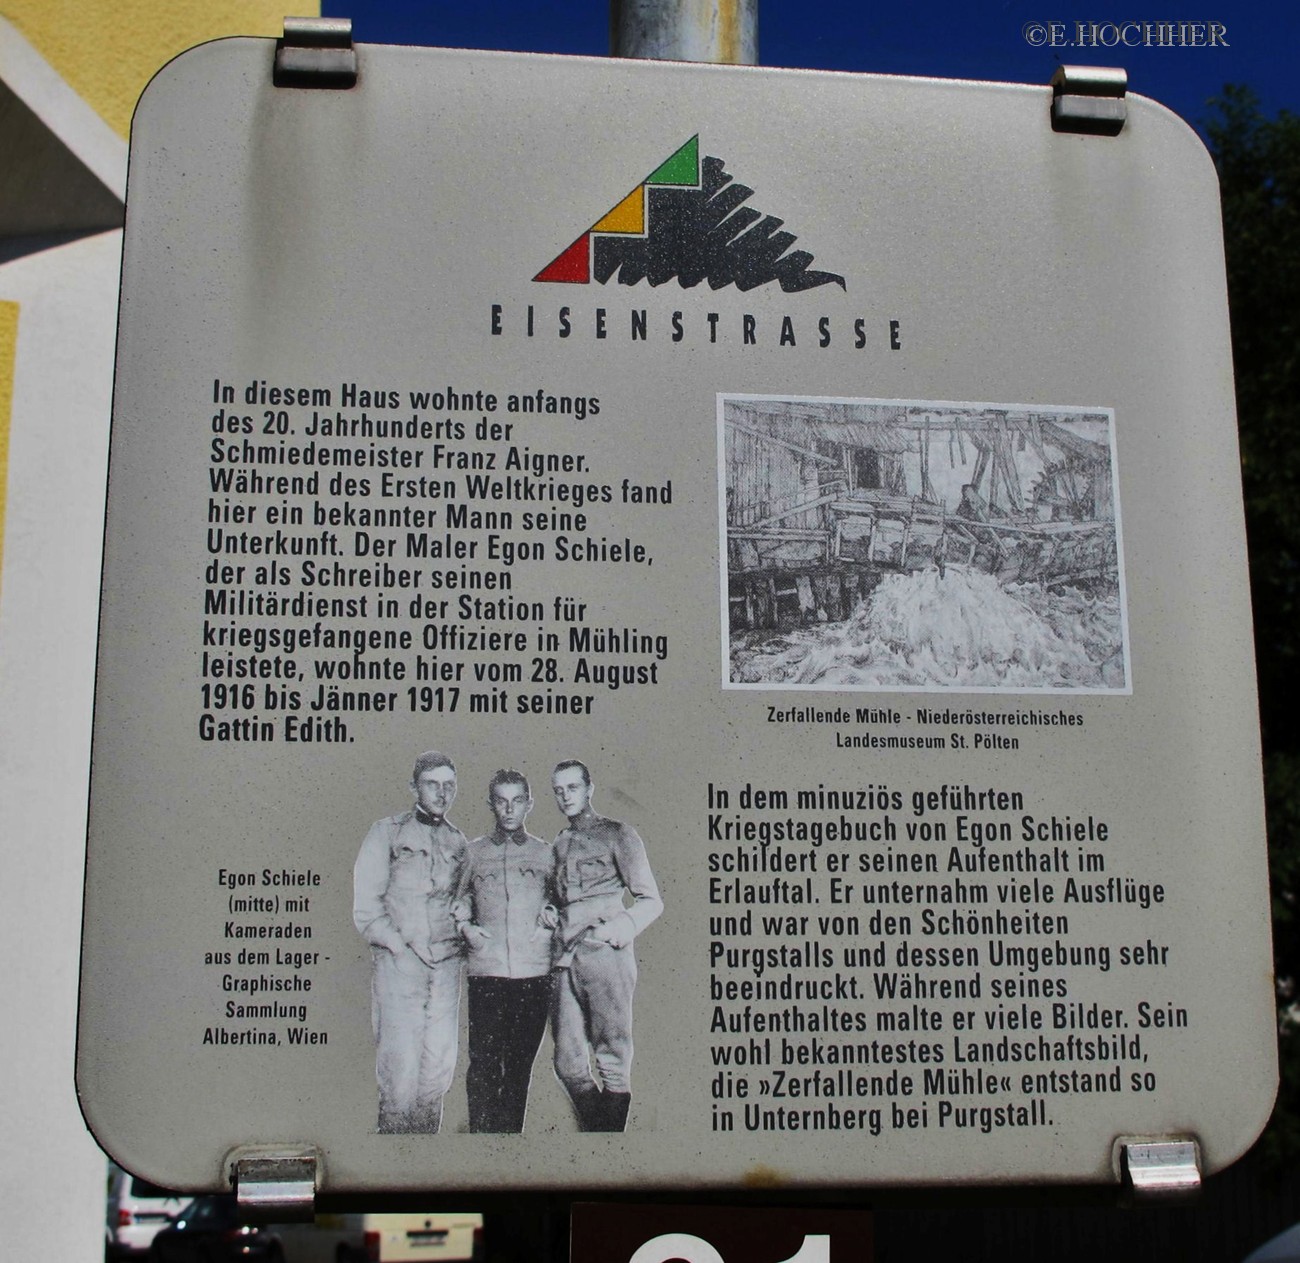 ©E.HOCHHER
EISENSTRASSE
In diesem Haus wohnte anfangs
des 20. Jahrhunderts der
Schmiedemeister Franz Aigner.
Während des Ersten Weltkrieges fand
hier ein bekannter Mann seine
Unterkunft. Der Maler Egon Schiele,
der als Schreiber seinen
Militärdienst in der Station für
kriegsgefangene Offiziere in Mühling
leistete, wohnte hier vom 28. August
1916 bis Jänner 1917 mit seiner
Gattin Edith.
Zerfallende Mühle - Niederösterreichisches
Landesmuseum St. Pölten
Egon Schiele
(mitte) mit
Kameraden
aus dem Lager -
Graphische
Sammlung
Albertina, Wien
In dem minuziös geführten
Kriegstagebuch von Egon Schiele
schildert er seinen Aufenthalt im
Erlauftal. Er unternahm viele Ausflüge
und war von den Schönheiten
Purgstalls und dessen Umgebung sehr
beeindruckt. Während seines
Aufenthaltes malte er viele Bilder. Sein
wohl bekanntestes Landschaftsbild,
die »Zerfallende Mühle« entstand so
in Unternberg bei Purgstall.